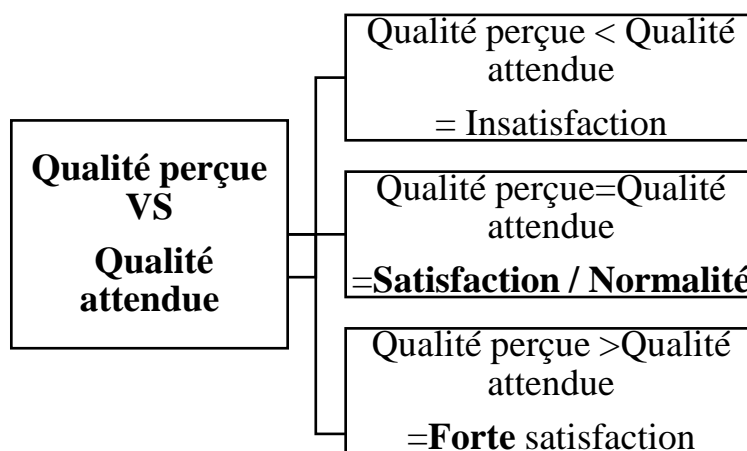 Qualité perçue
VS
Qualité
attendue
Qualité perçue < Qualité
attendue
= Insatisfaction
Qualité perçue=Qualité
attendue
=Satisfaction / Normalité
Qualité perçue >Qualité
attendue
=Forte satisfaction